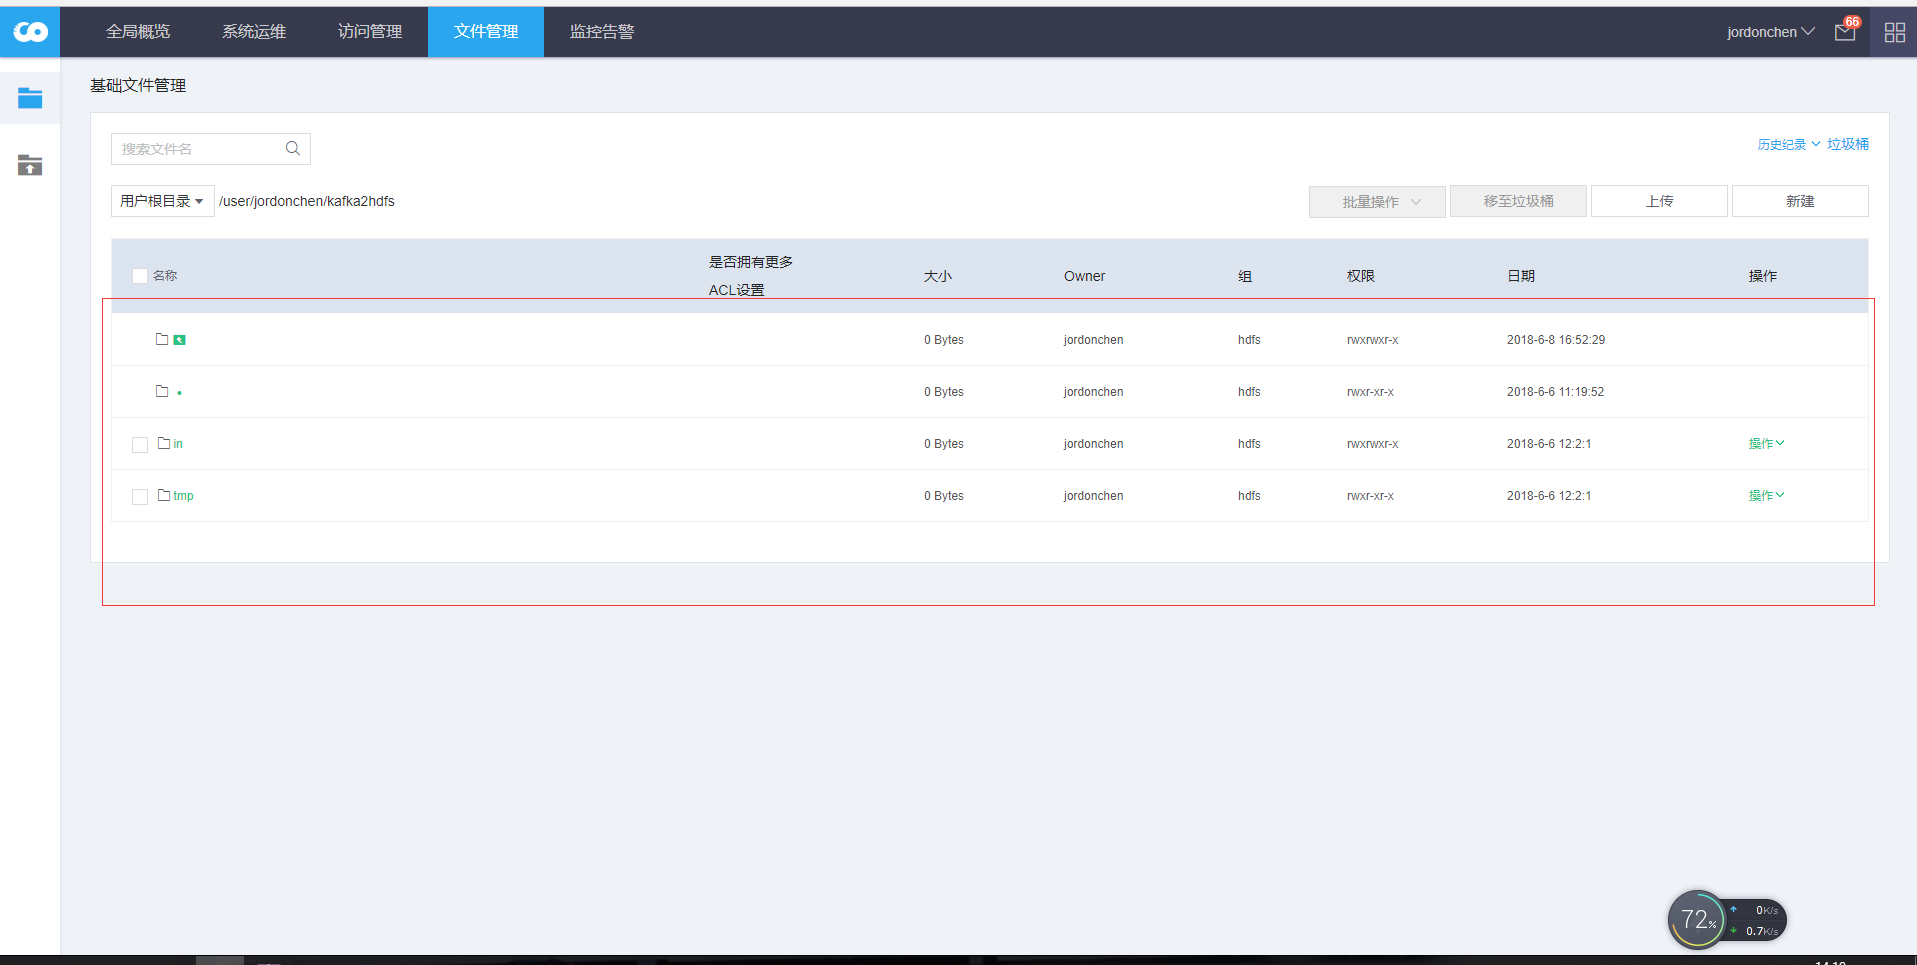 全局概览 系统运维 访问管理 文件管理 监控告警 jordonchen 66
基础文件管理
搜索文件名 历史纪录 垃圾桶
用户根目录 /user/jordonchen/kafka2hdfs 批量操作 移至垃圾桶 上传 新建
名称 是否拥有更多 大小 Owner 组 权限 日期 操作
ACL设置
0 Bytes jordonchen hdfs rwxrwxr-x 2018-6-8 16:52:29
0 Bytes jordonchen hdfs rwxr-xr-x 2018-6-6 11:19:52
in 0 Bytes jordonchen hdfs rwxrwxr-x 2018-6-6 12:2:1 操作
tmp 0 Bytes jordonchen hdfs rwxr-xr-x 2018-6-6 12:2:1 操作
72% 0K/s
0.7K/s